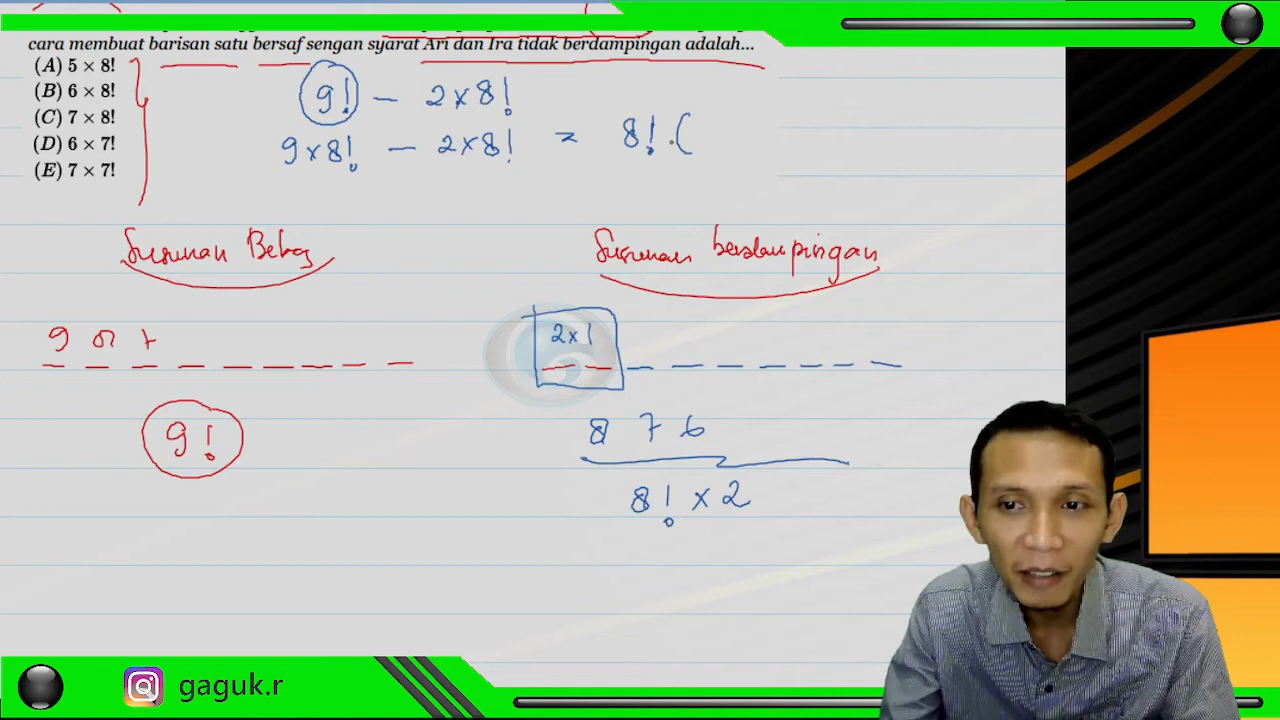 cara membuat barisan satu bersaf sengan syarat Ari dan Ira tidak berdampingan adalah...
(A) 5 × 8!
(B) 6 × 8!
(C) 7 × 8!
(D) 6 × 7!
(E) 7 × 7!
9! - 2×8!
9×8! - 2×8! = 8! ·(
Susunan Bebas
Susunan berdampingan
9 or
2×1
9!
8 7 6
8! × 2
gaguk.r